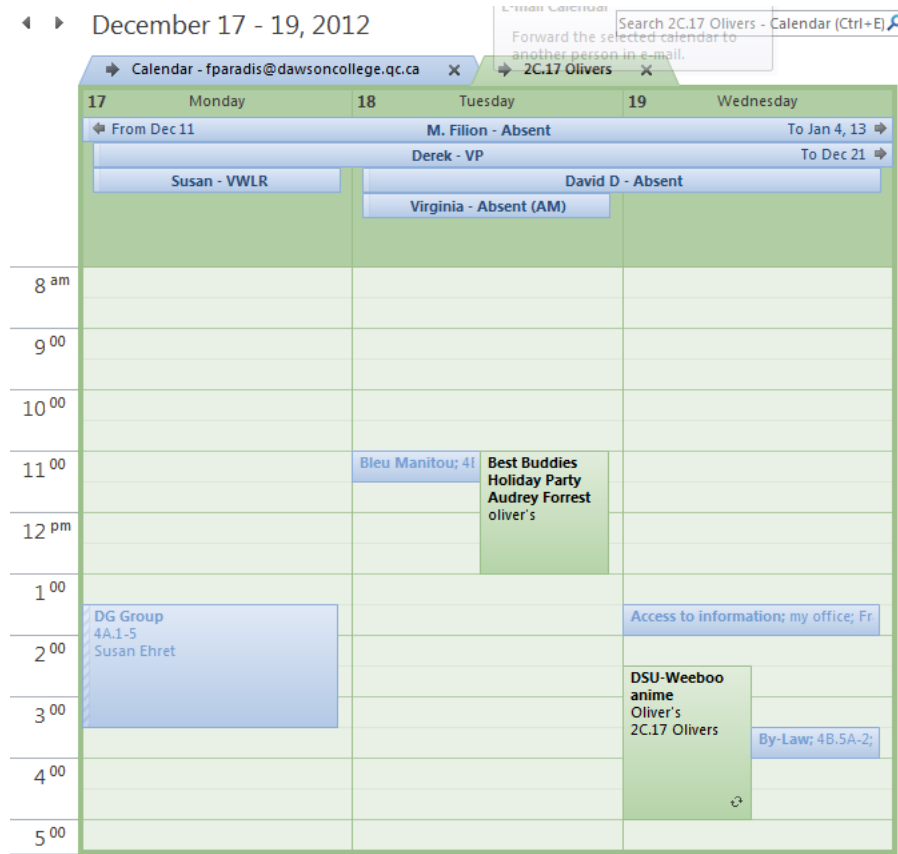 December 17 - 19, 2012
E-mail Calendar
Forward the selected calendar to
another person in e-mail.
Search 2C.17 Olivers - Calendar (Ctrl+E)
Calendar - fparadis@dawsoncollege.qc.ca
2C.17 Olivers
17 Monday
18 Tuesday
19 Wednesday
From Dec 11 M. Filion - Absent To Jan 4, 13
Derek - VP To Dec 21
Susan - VWLR
David D - Absent
Virginia - Absent (AM)
8 am
9 00
10 00
11 00
12 pm
1 00
2 00
3 00
4 00
5 00
DG Group
4A.1-5
Susan Ehret
Bleu Manitou;
Best Buddies
Holiday Party
Audrey Forrest
oliver's
Access to information; my office; Fr
DSU-Weeboo
anime
Oliver's
2C.17 Olivers
By-Law; 4B.5A-2;